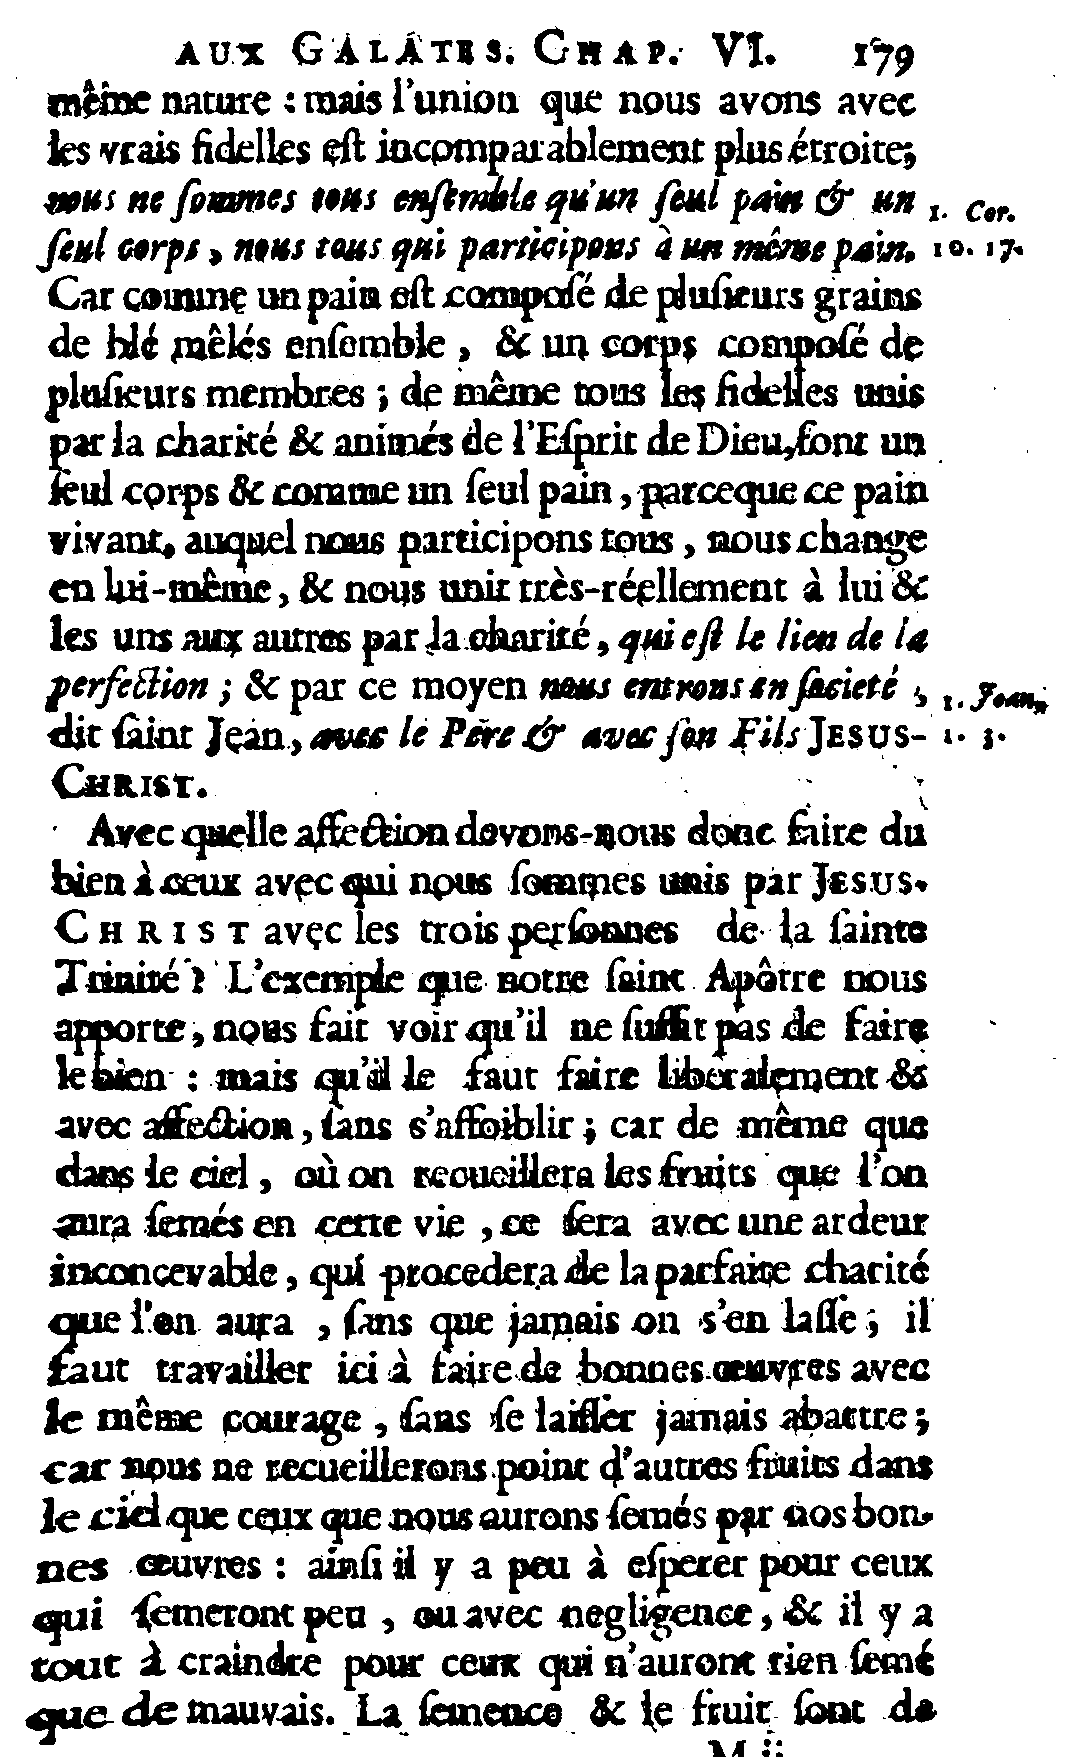 AUX GALATES. CHAP. VI. 179
même nature : mais l'union que nous avons avec
les vrais fidelles eſt incomparablement plus étroite;
nous ne ſommes tous enſemble qu'un ſeul pain & un
1. Cor.
ſeul corps, nous tous qui participons à un même pain.
10. 17.
Car comme un pain eſt compoſé de pluſieurs grains
de blé mêlés enſemble, & un corps compoſé de
pluſieurs membres ; de même tous les fidelles unis
par la charité & animés de l'Eſprit de Dieu, ſont un
ſeul corps & comme un ſeul pain, parceque ce pain
vivant, auquel nous participons tous, nous change
en lui-même, & nous unit très-réellement à lui &
les uns aux autres par la charité, qui eſt le lien de la
perfection ; & par ce moyen nous entrons en ſocieté,
1. Joan,
dit ſaint Jean, avec le Père & avec ſon Fils JESUS-
1. 3.
CHRIST.
Avec quelle affection devons-nous donc faire du
bien à ceux avec qui nous ſommes unis par JESUS-
CHRIST avec les trois perſonnes de la ſainte
Trinité ? L'exemple que notre ſaint Apôtre nous
apporte, nous fait voir qu'il ne ſuffit pas de faire
le bien : mais qu'il le faut faire liberalement &
avec affection, ſans s'affoiblir ; car de même que
dans le ciel, où on recueillera les fruits que l'on
aura ſemés en cette vie, ce ſera avec une ardeur
inconcevable, qui procedera de la parfaite charité
que l'on aura, ſans que jamais on s'en laſſe ; il
faut travailler ici à faire de bonnes œuvres avec
le même courage, ſans ſe laiſſer jamais abattre ;
car nous ne recueillerons point d'autres fruits dans
le ciel que ceux que nous aurons ſemés par nos bon-
nes œuvres : ainſi il y a peu à eſperer pour ceux
qui ſemeront peu, ou avec negligence, & il y a
tout à craindre pour ceux qui n'auront rien ſemé
que de mauvais. La ſemence & le fruit ſont de
M ij